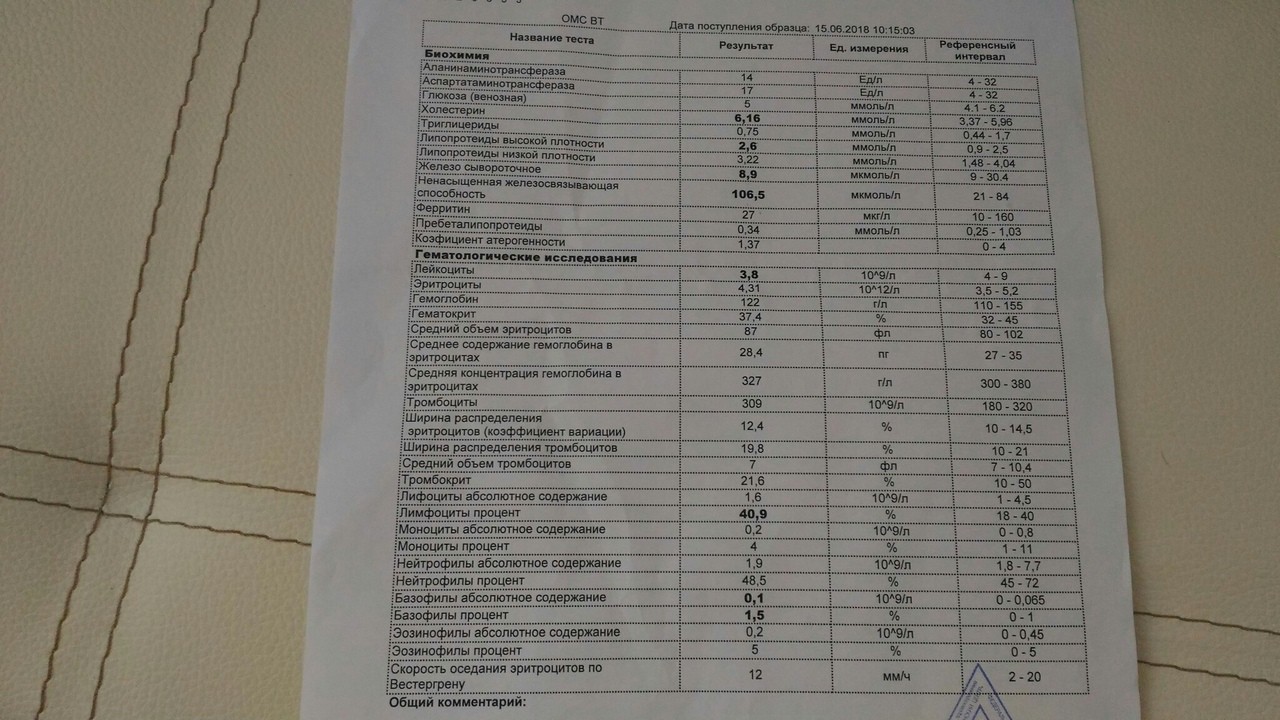 ОМС ВТ Дата поступления образца: 15.06.2018 10:15:03
Название теста Результат Ед. измерения Референсный интервал
Биохимия
Аланинаминотрансфераза 14 Ед/л 4 - 32
Аспартатаминотрансфераза 17 Ед/л 4 - 32
Глюкоза (венозная) 5 ммоль/л 4.1 - 6.2
Холестерин 6,16 ммоль/л 3,37 - 5,96
Триглицериды 0,75 ммоль/л 0,44 - 1,7
Липопротеиды высокой плотности 2,6 ммоль/л 0,9 - 2,5
Липопротеиды низкой плотности 3,22 ммоль/л 1,48 - 4,04
Железо сывороточное 8,9 мкмоль/л 9 - 30.4
Ненасыщенная железосвязывающая
способность 106,5 мкмоль/л 21 - 84
Ферритин 27 мкг/л 10 - 160
Пребеталипопротеиды 0,34 ммоль/л 0,25 - 1,03
Коэфициент атерогенности 1,37 0 - 4
Гематологические исследования
Лейкоциты 3,8 10^9/л 4 - 9
Эритроциты 4,31 10^12/л 3,5 - 5,2
Гемоглобин 122 г/л 110 - 155
Гематокрит 37,4 % 32 - 45
Средний объем эритроцитов 87 фл 80 - 102
Среднее содержание гемоглобина в
эритроцитах 28,4 пг 27 - 35
Средняя концентрация гемоглобина в
эритроцитах 327 г/л 300 - 380
Тромбоциты 309 10^9/л 180 - 320
Ширина распределения
эритроцитов (коэффициент вариации) 12,4 % 10 - 14,5
Ширина распределения тромбоцитов 19,8 % 10 - 21
Средний объем тромбоцитов 7 фл 7 - 10,4
Тромбокрит 21,6 % 10 - 50
Лифоциты абсолютное содержание 1,6 10^9/л 1 - 4,5
Лимфоциты процент 40,9 % 18 - 40
Моноциты абсолютное содержание 0,2 10^9/л 0 - 0,8
Моноциты процент 4 % 1 - 11
Нейтрофилы абсолютное содержание 1,9 10^9/л 1,8 - 7,7
Нейтрофилы процент 48,5 % 45 - 72
Базофилы абсолютное содержание 0,1 10^9/л 0 - 0,065
Базофилы процент 1,5 % 0 - 1
Эозинофилы абсолютное содержание 0,2 10^9/л 0 - 0,45
Эозинофилы процент 5 % 0 - 5
Скорость оседания эритроцитов по
Вестергрену 12 мм/ч 2 - 20
Общий комментарий: